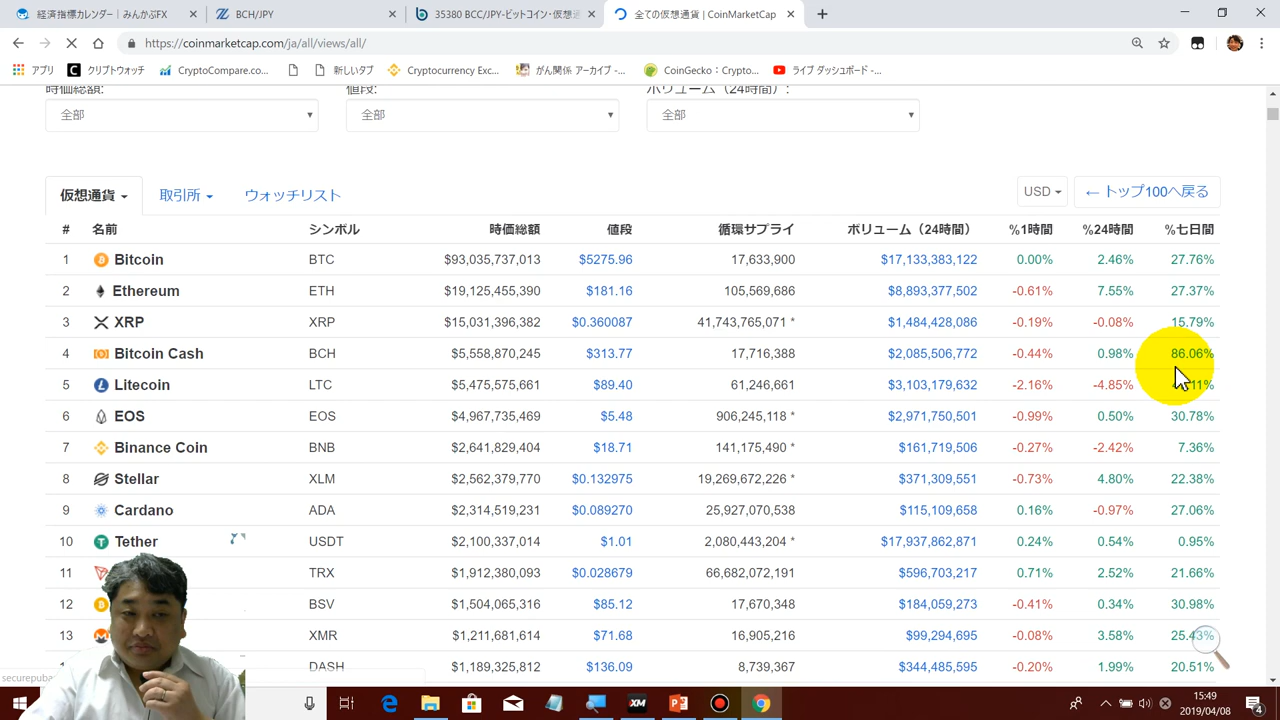 経済指標カレンダー | みんかぶFX
BCH/JPY
35380 BCC/JPY-ビットコイン・仮想通
全ての仮想通貨 | CoinMarketCap
https://coinmarketcap.com/ja/all/views/all/
アプリ クリプトウォッチ CryptoCompare.co... 新しいタブ Cryptocurrency Exc... がん関係 アーカイブ -... CoinGecko：Crypto... ライブ ダッシュボード -...
時価総額: 値段: ボリューム（24時間）:
全部 全部 全部
仮想通貨 取引所 ウォッチリスト USD ← トップ100へ戻る
# 名前 シンボル 時価総額 値段 循環サプライ ボリューム（24時間） %1時間 %24時間 %七日間
1 Bitcoin BTC $93,035,737,013 $5275.96 17,633,900 $17,133,383,122 0.00% 2.46% 27.76%
2 Ethereum ETH $19,125,455,390 $181.16 105,569,686 $8,893,377,502 -0.61% 7.55% 27.37%
3 XRP XRP $15,031,396,382 $0.360087 41,743,765,071 * $1,484,428,086 -0.19% -0.08% 15.79%
4 Bitcoin Cash BCH $5,558,870,245 $313.77 17,716,388 $2,085,506,772 -0.44% 0.98% 86.06%
5 Litecoin LTC $5,475,575,661 $89.40 61,246,661 $3,103,179,632 -2.16% -4.85%
6 EOS EOS $4,967,735,469 $5.48 906,245,118 * $2,971,750,501 -0.99% 0.50% 30.78%
7 Binance Coin BNB $2,641,829,404 $18.71 141,175,490 * $161,719,506 -0.27% -2.42% 7.36%
8 Stellar XLM $2,562,379,770 $0.132975 19,269,672,226 * $371,309,551 -0.73% 4.80% 22.38%
9 Cardano ADA $2,314,519,231 $0.089270 25,927,070,538 $115,109,658 0.16% -0.97% 27.06%
10 Tether USDT $2,100,337,014 $1.01 2,080,443,204 * $17,937,862,871 0.24% 0.54% 0.95%
11 TRX $1,912,380,093 $0.028679 66,682,072,191 $596,703,217 0.71% 2.52% 21.66%
12 BSV $1,504,065,316 $85.12 17,670,348 $184,059,273 -0.41% 0.34% 30.98%
13 XMR $1,211,681,614 $71.68 16,905,216 $99,294,695 -0.08% 3.58% 25.43%
DASH $1,189,325,812 $136.09 8,739,367 $344,485,595 -0.20% 1.99% 20.51%
securepuba
XM
15:49
2019/04/08
4